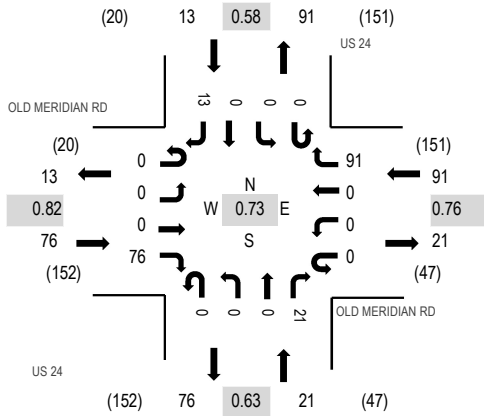 (20) 13 0.58 91 (151)
US 24
13 0 0 0
OLD MERIDIAN RD
(20) (151)
0 91
13 91
0 N 0
0.82 W 0.73 E 0.76
0 S 0
76 21
76 0
(152) (47)
0 0 0 21
OLD MERIDIAN RD
US 24
(152) 76 0.63 21 (47)